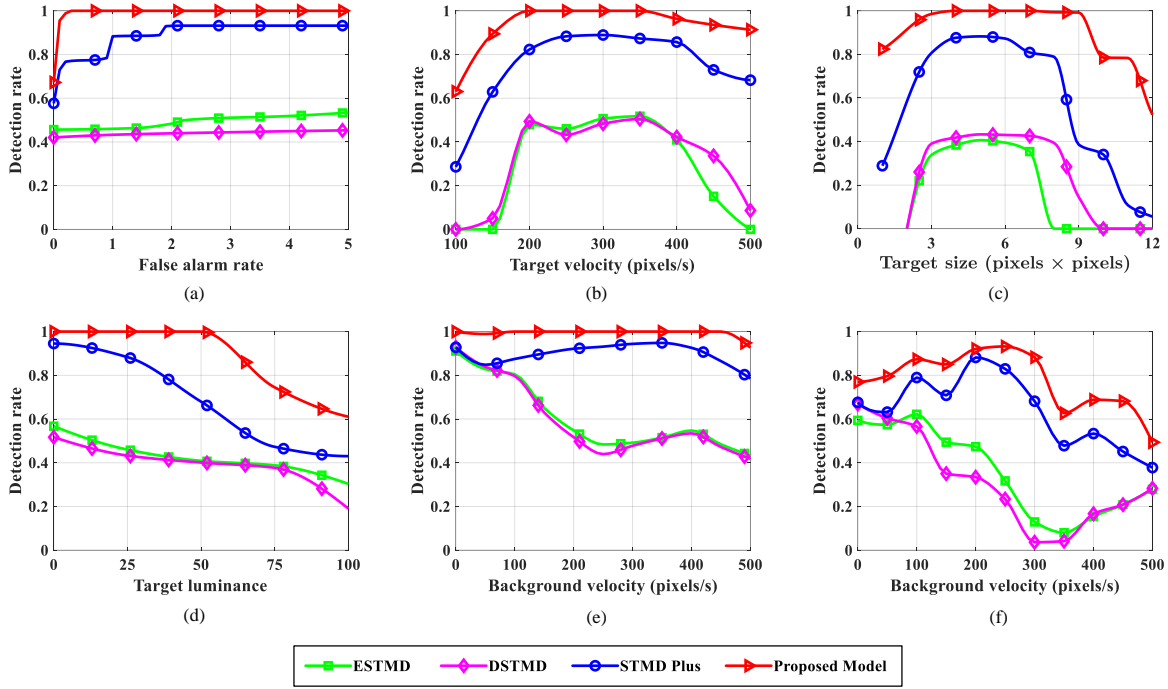 Detection rate
1
0.8
0.6
0.4
0.2
0
0 1 2 3 4 5
False alarm rate
(a)
Detection rate
1
0.8
0.6
0.4
0.2
0
100 200 300 400 500
Target velocity (pixels/s)
(b)
Detection rate
1
0.8
0.6
0.4
0.2
0
0 3 6 9 12
Target size (pixels × pixels)
(c)
Detection rate
1
0.8
0.6
0.4
0.2
0
0 25 50 75 100
Target luminance
(d)
Detection rate
1
0.8
0.6
0.4
0.2
0
0 100 200 300 400 500
Background velocity (pixels/s)
(e)
Detection rate
1
0.8
0.6
0.4
0.2
0
0 100 200 300 400 500
Background velocity (pixels/s)
(f)
ESTMD DSTMD STMD Plus Proposed Model